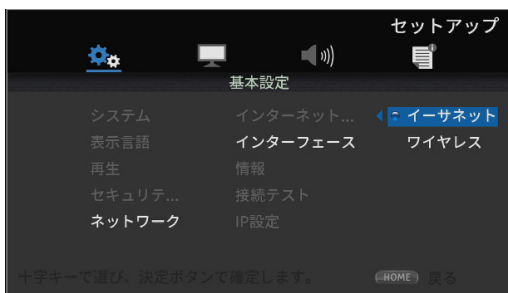 セットアップ
基本設定
システム
インターネット...
イーサネット
表示言語
インターフェース
ワイヤレス
再生
情報
セキュリテ...
接続テスト
ネットワーク
IP設定
十字キーで選び、決定ボタンで確定します。
HOME 戻る